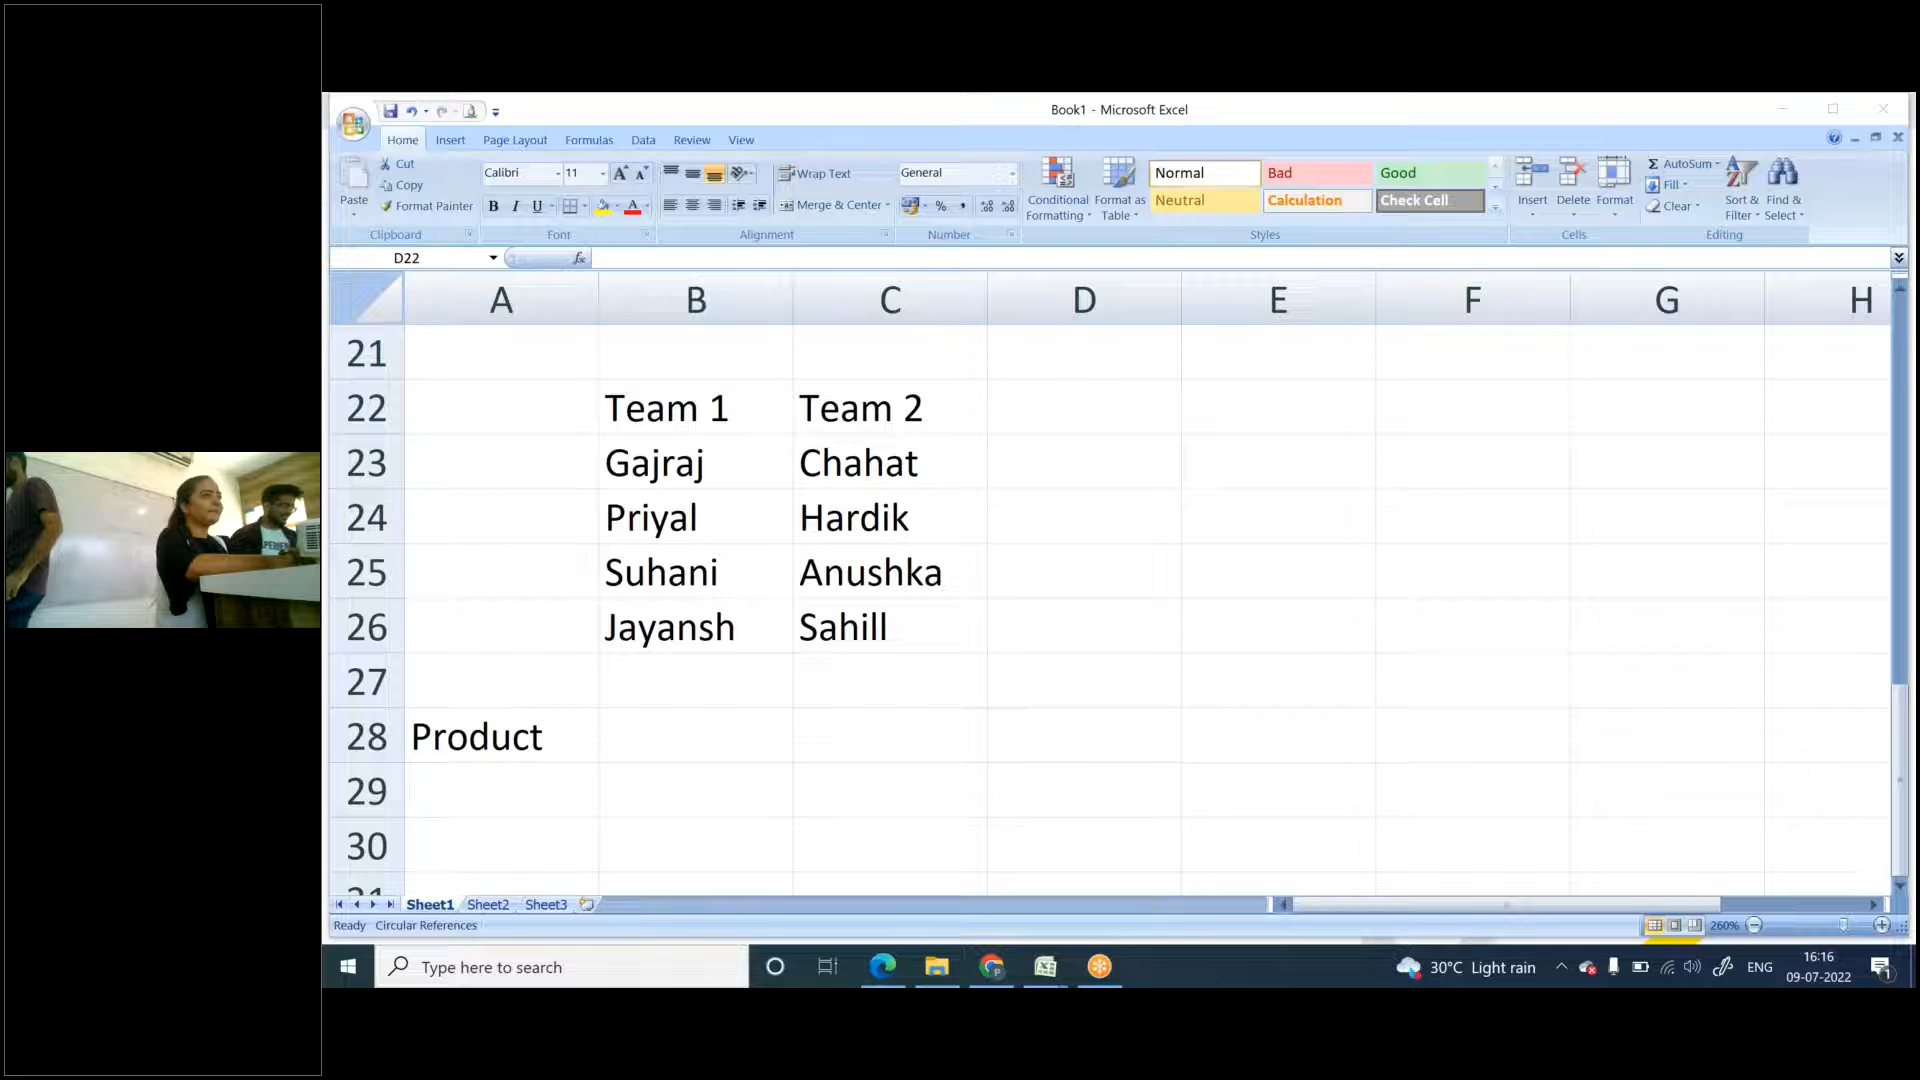 Book1 - Microsoft Excel
Home Insert Page Layout Formulas Data Review View
Cut
Copy
Format Painter
Paste
Clipboard
Calibri 11
B I U
Font
Wrap Text
Merge & Center
Alignment
General
%
Number
Conditional Formatting
Format as Table
Normal Bad Good
Neutral Calculation Check Cell
Styles
Insert Delete Format
Cells
Σ AutoSum
Fill
Clear
Sort & Filter
Find & Select
Editing
D22 fx
A B C D E F G H
21
22 Team 1 Team 2
23 Gajraj Chahat
24 Priyal Hardik
25 Suhani Anushka
26 Jayansh Sahill
27
28 Product
29
30
31
Sheet1 Sheet2 Sheet3
Ready Circular References 260%
Type here to search
30°C Light rain ENG
16:16
09-07-2022
1